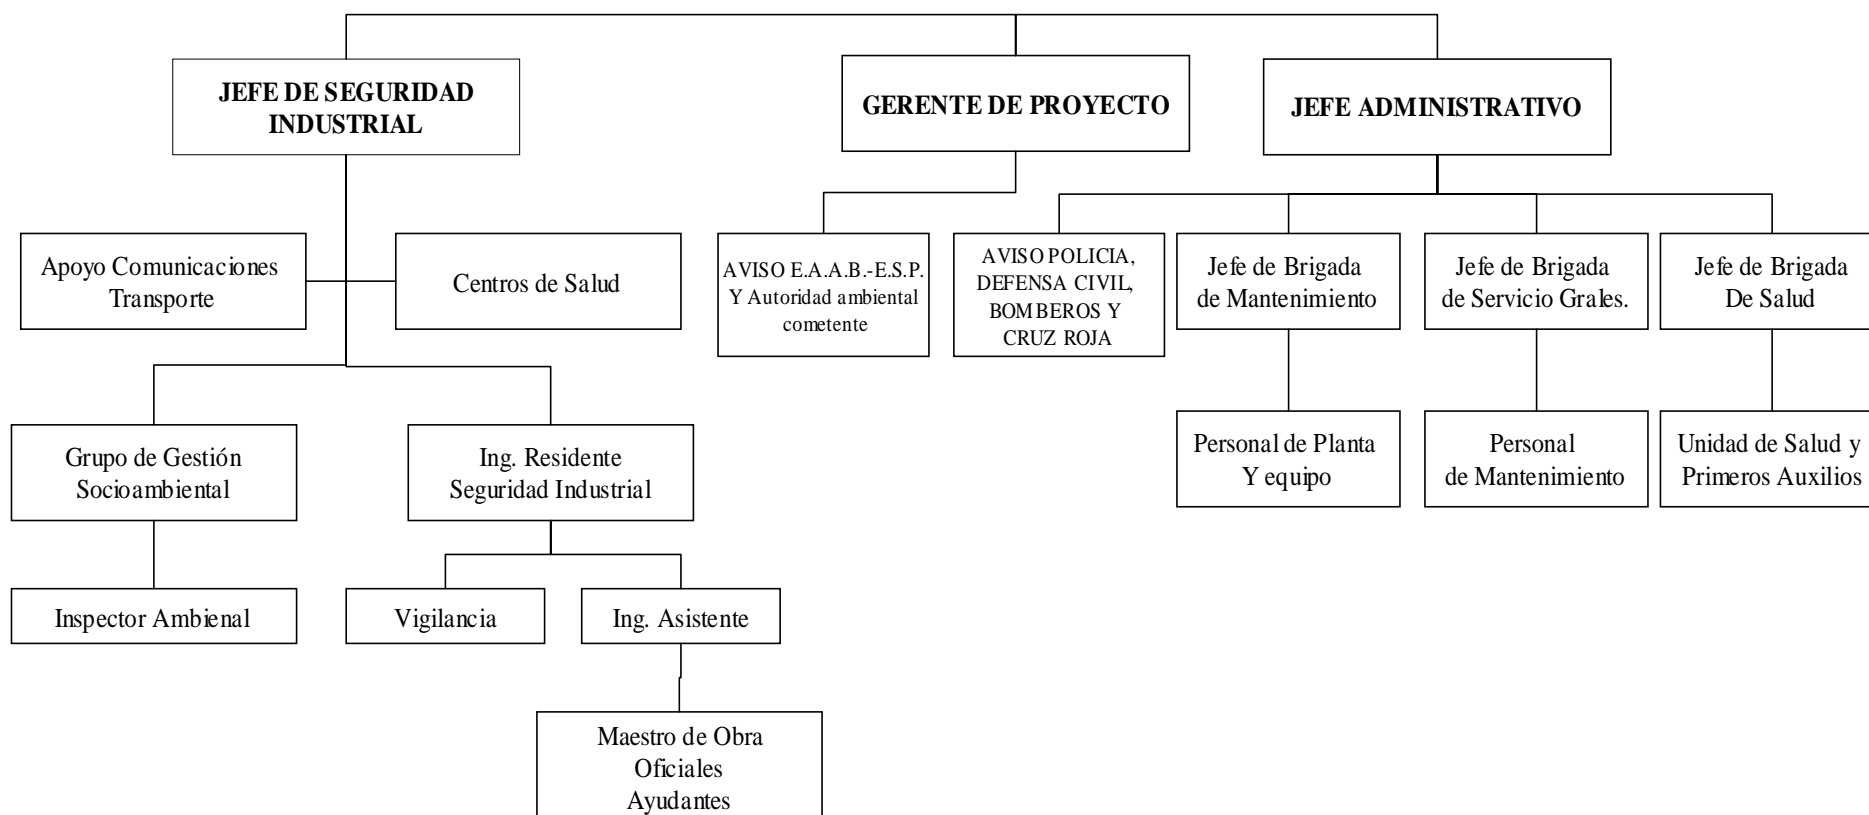 JEFE DE SEGURIDAD
INDUSTRIAL
GERENTE DE PROYECTO
JEFE ADMINISTRATIVO
Apoyo Comunicaciones
Transporte
Centros de Salud
AVISO E.A.A.B.-E.S.P.
Y Autoridad ambiental
cometente
AVISO POLICIA,
DEFENSA CIVIL,
BOMBEROS Y
CRUZ ROJA
Jefe de Brigada
de Mantenimiento
Jefe de Brigada
de Servicio Grales.
Jefe de Brigada
De Salud
Grupo de Gestión
Socioambiental
Ing. Residente
Seguridad Industrial
Personal de Planta
Y equipo
Personal
de Mantenimiento
Unidad de Salud y
Primeros Auxilios
Inspector Ambienal
Vigilancia
Ing. Asistente
Maestro de Obra
Oficiales
Ayudantes